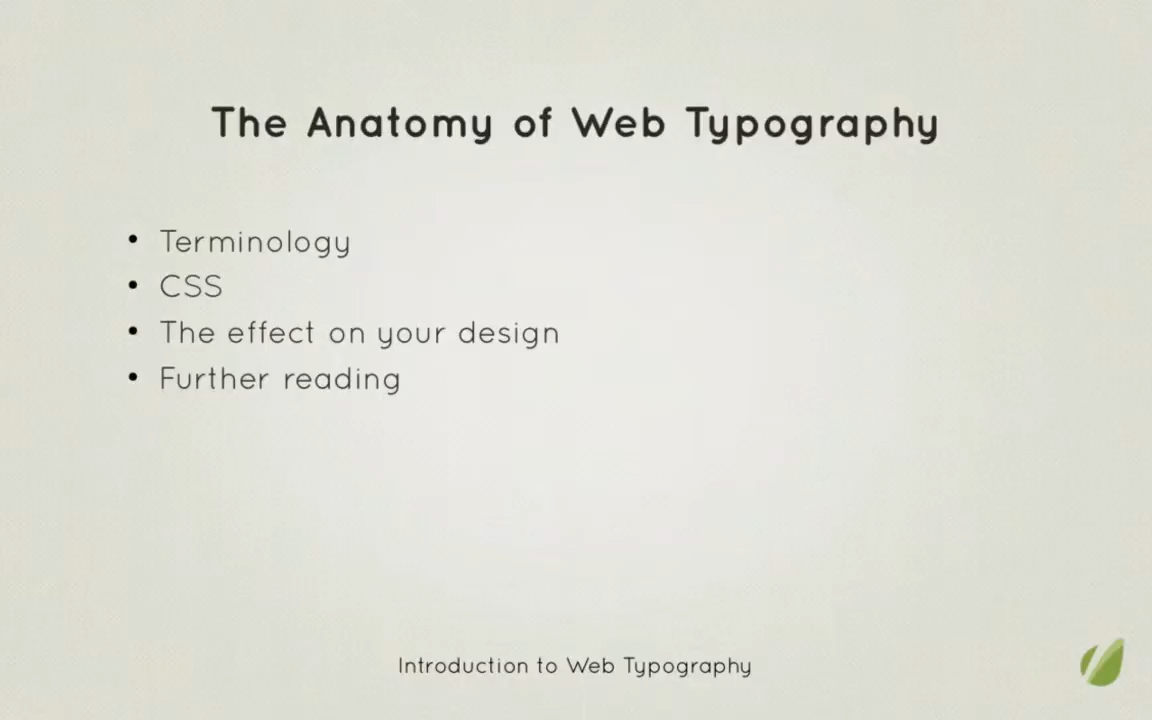 The Anatomy of Web Typography
• Terminology
• CSS
• The effect on your design
• Further reading
Introduction to Web Typography